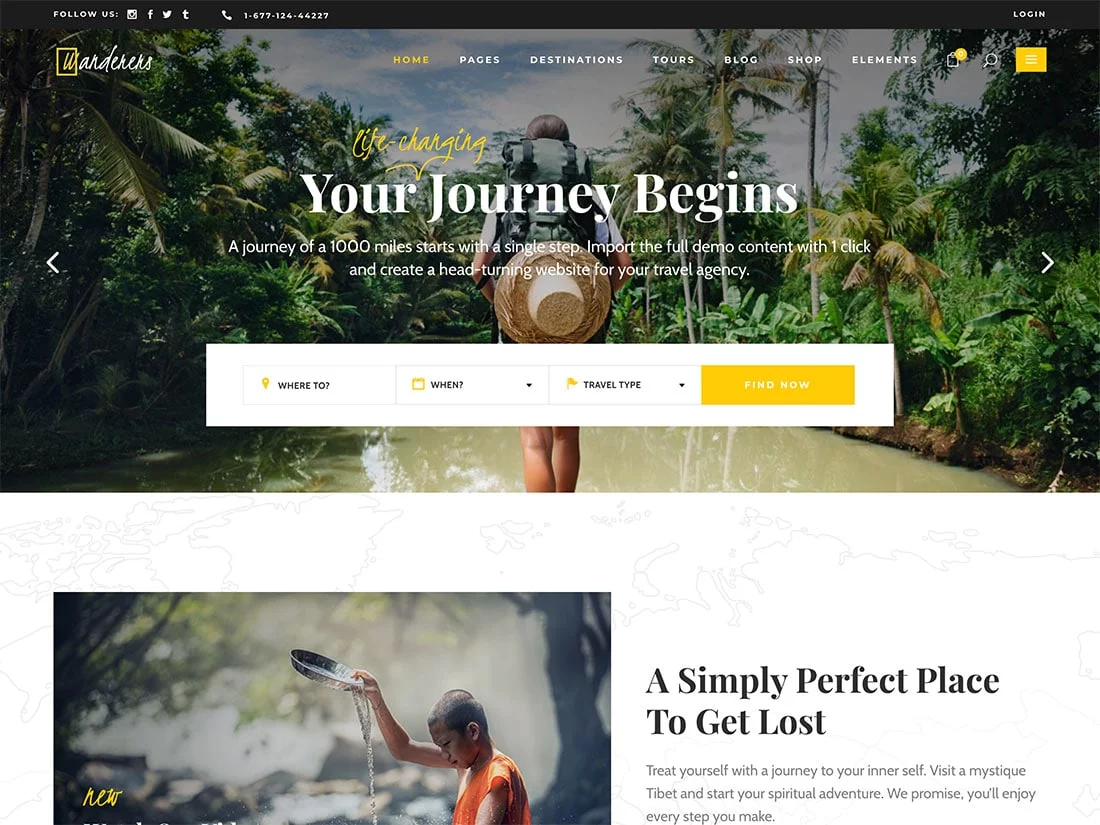 FOLLOW US:
1-677-124-44227
LOGIN
Wanderers
HOME
PAGES
DESTINATIONS
TOURS
BLOG
SHOP
ELEMENTS
0
life-changing
Your Journey Begins
A journey of a 1000 miles starts with a single step. Import the full demo content with 1 click
and create a head-turning website for your travel agency.
WHERE TO?
WHEN?
TRAVEL TYPE
FIND NOW
new
A Simply Perfect Place
To Get Lost
Treat yourself with a journey to your inner self. Visit a mystique
Tibet and start your spiritual adventure. We promise, you'll enjoy
every step you make.